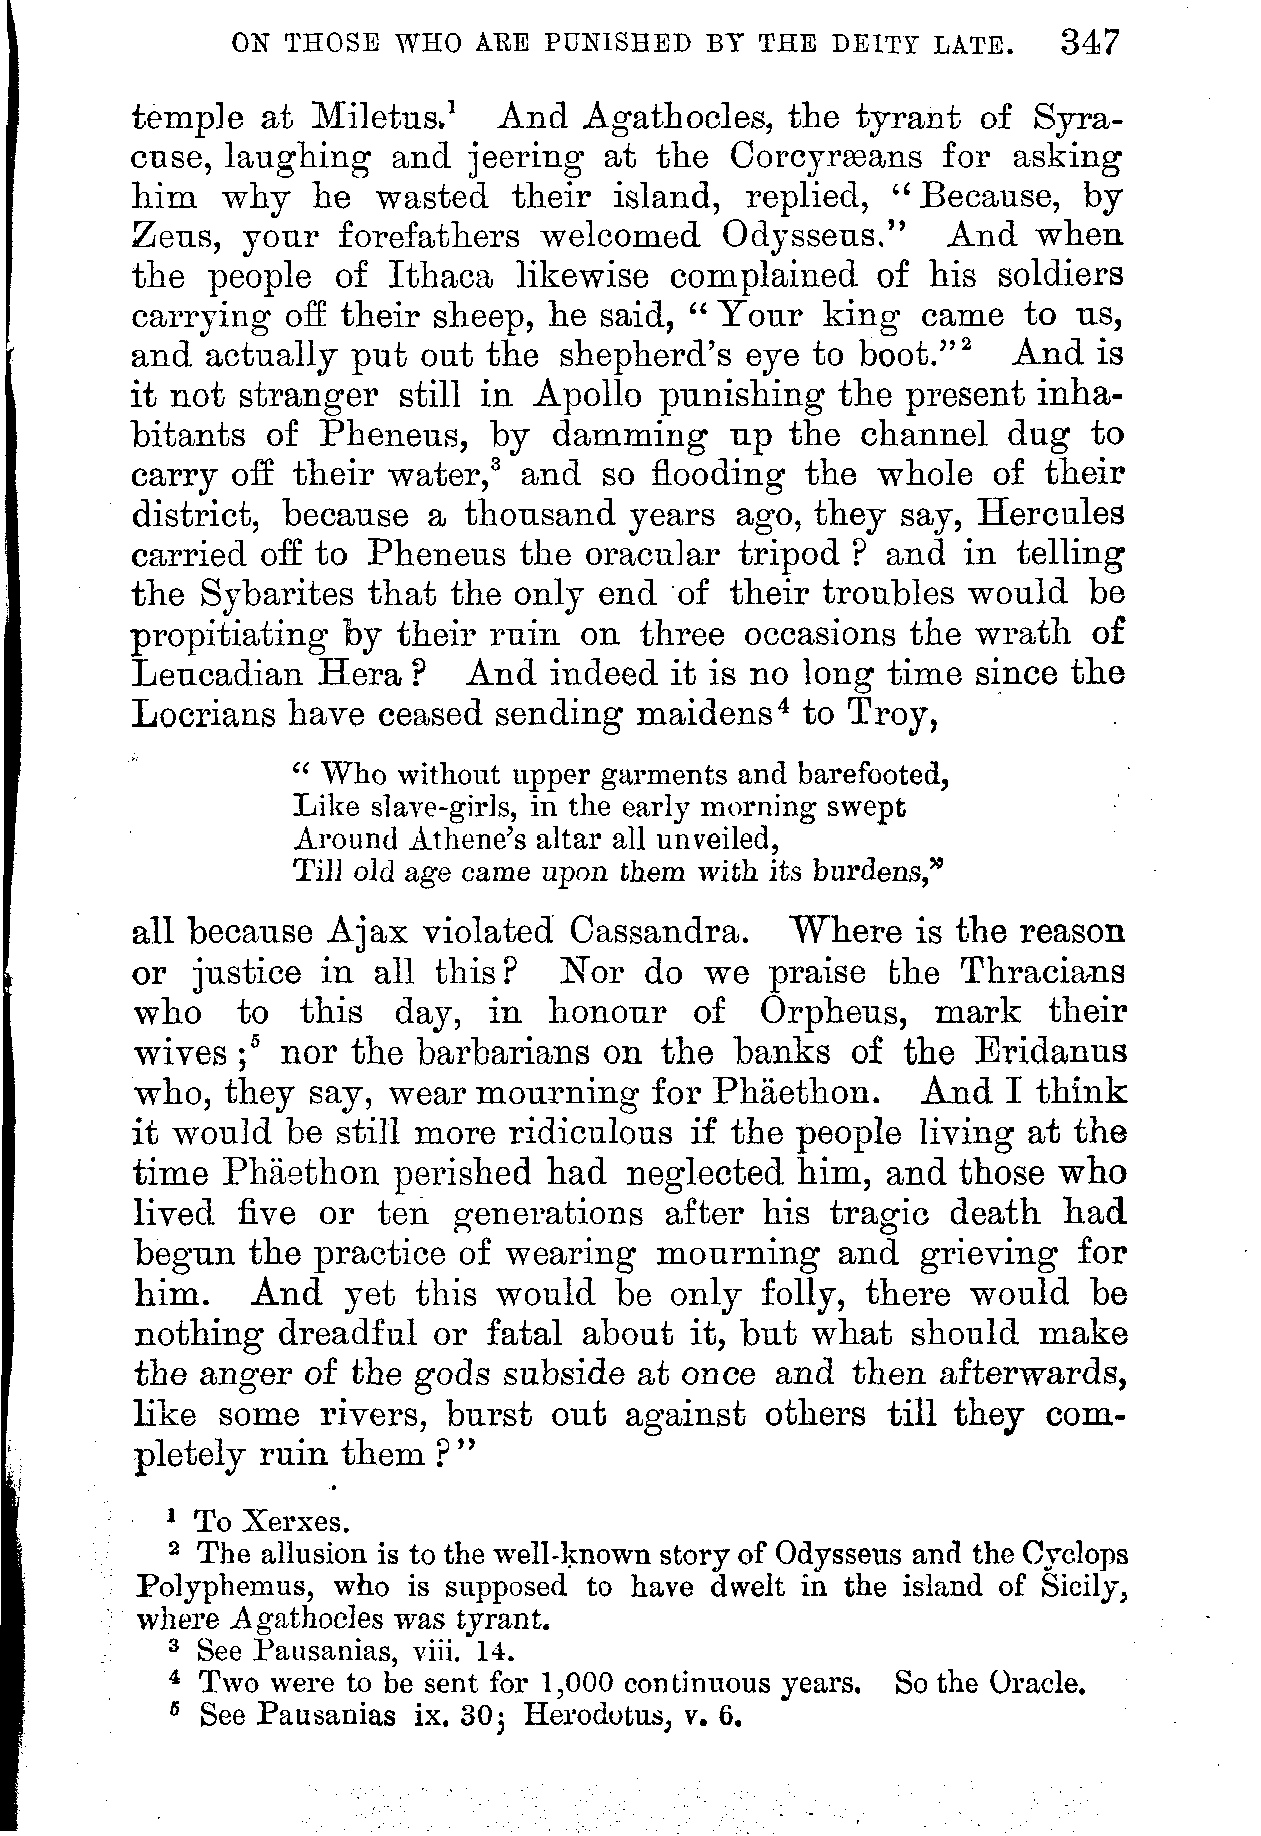 ON THOSE WHO ARE PUNISHED BY THE DEITY LATE. 347
temple at Miletus.¹ And Agathocles, the tyrant of Syra-
cuse, laughing and jeering at the Corcyræans for asking
him why he wasted their island, replied, “Because, by
Zeus, your forefathers welcomed Odysseus.” And when
the people of Ithaca likewise complained of his soldiers
carrying off their sheep, he said, “Your king came to us,
and actually put out the shepherd's eye to boot.”² And is
it not stranger still in Apollo punishing the present inha-
bitants of Pheneus, by damming up the channel dug to
carry off their water,³ and so flooding the whole of their
district, because a thousand years ago, they say, Hercules
carried off to Pheneus the oracular tripod? and in telling
the Sybarites that the only end of their troubles would be
propitiating by their ruin on three occasions the wrath of
Leucadian Hera? And indeed it is no long time since the
Locrians have ceased sending maidens⁴ to Troy,
“Who without upper garments and barefooted,
Like slave-girls, in the early morning swept
Around Athene's altar all unveiled,
Till old age came upon them with its burdens,”
all because Ajax violated Cassandra. Where is the reason
or justice in all this? Nor do we praise the Thracians
who to this day, in honour of Orpheus, mark their
wives;⁵ nor the barbarians on the banks of the Eridanus
who, they say, wear mourning for Phäethon. And I think
it would be still more ridiculous if the people living at the
time Phäethon perished had neglected him, and those who
lived five or ten generations after his tragic death had
begun the practice of wearing mourning and grieving for
him. And yet this would be only folly, there would be
nothing dreadful or fatal about it, but what should make
the anger of the gods subside at once and then afterwards,
like some rivers, burst out against others till they com-
pletely ruin them?”
¹ To Xerxes.
² The allusion is to the well-known story of Odysseus and the Cyclops
Polyphemus, who is supposed to have dwelt in the island of Sicily,
where Agathocles was tyrant.
³ See Pausanias, viii. 14.
⁴ Two were to be sent for 1,000 continuous years. So the Oracle.
⁵ See Pausanias ix. 30; Herodotus, v. 6.